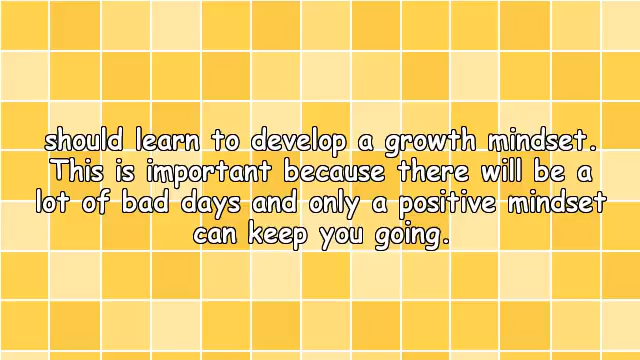 should learn to develop a growth mindset.
This is important because there will be a
lot of bad days and only a positive mindset
can keep you going.